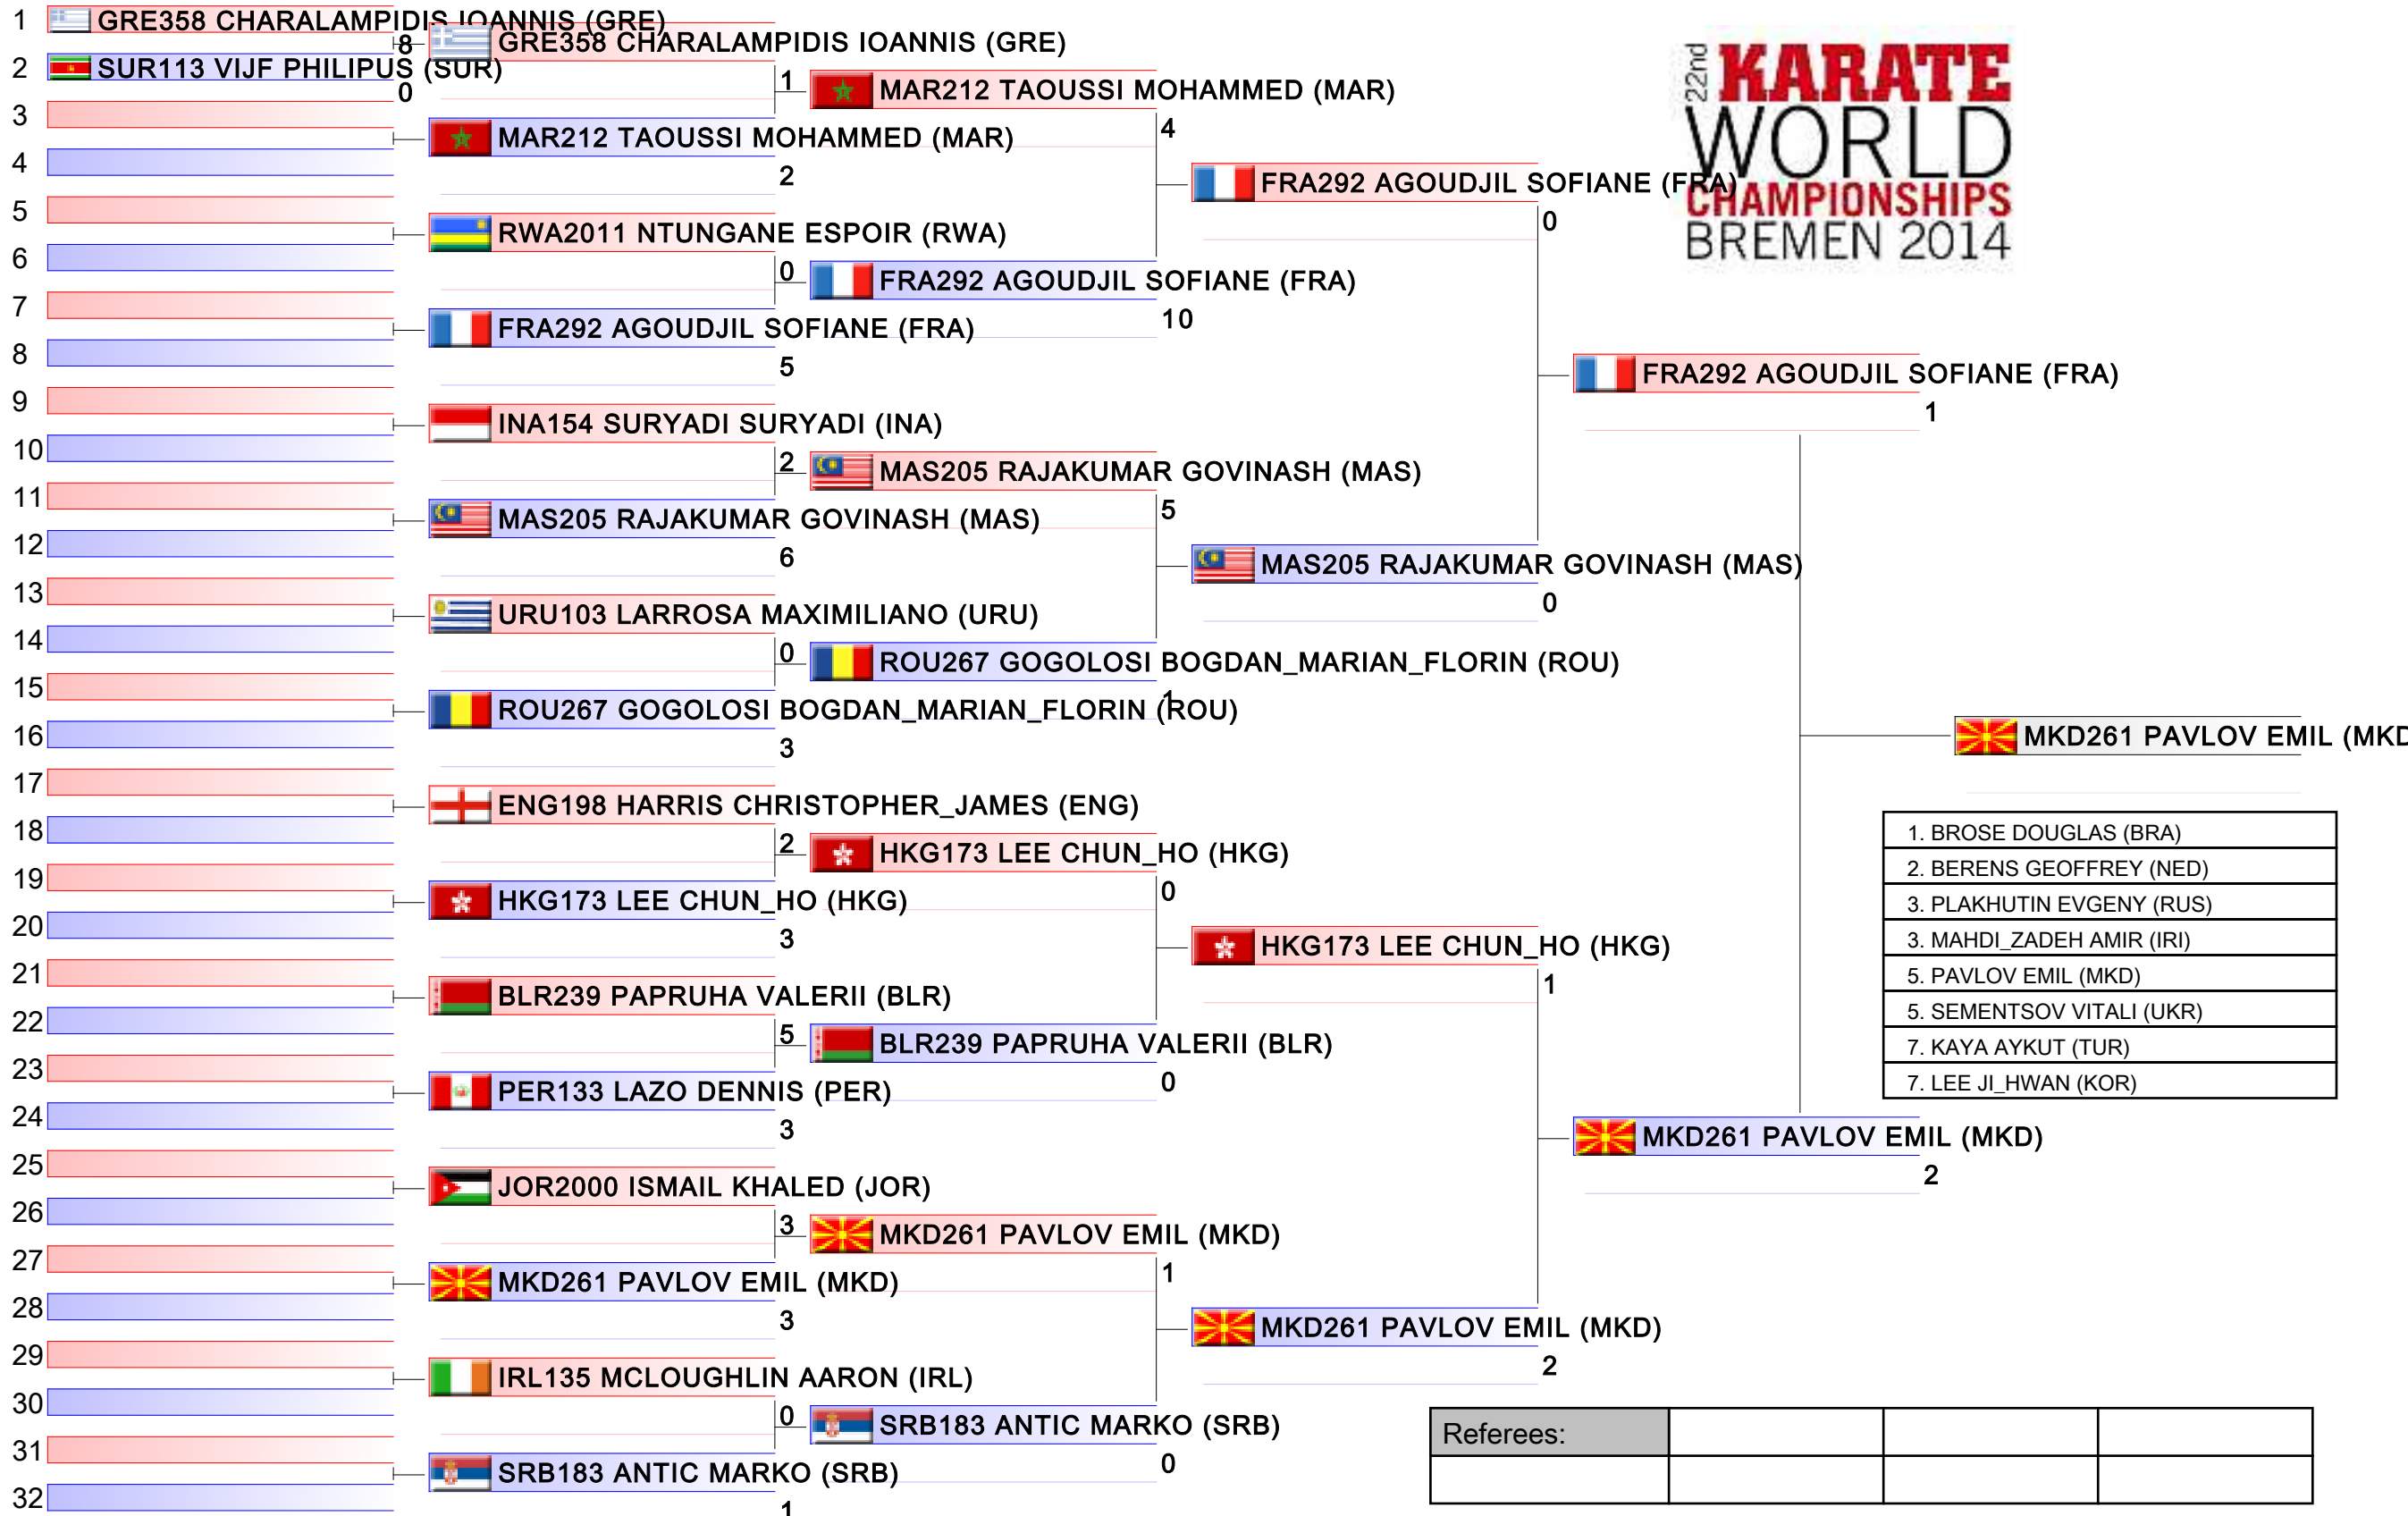 1 GRE358 CHARALAMPIDIS IOANNIS (GRE)
8
GRE358 CHARALAMPIDIS IOANNIS (GRE)
2 SUR113 VIJF PHILIPUS (SUR)
0
1
MAR212 TAOUSSI MOHAMMED (MAR)
3
4
MAR212 TAOUSSI MOHAMMED (MAR)
4
2
FRA292 AGOUDJIL SOFIANE (FRA)
5
0
RWA2011 NTUNGANE ESPOIR (RWA)
6
0
FRA292 AGOUDJIL SOFIANE (FRA)
7
10
FRA292 AGOUDJIL SOFIANE (FRA)
8
5
FRA292 AGOUDJIL SOFIANE (FRA)
9
1
INA154 SURYADI SURYADI (INA)
10
2
MAS205 RAJAKUMAR GOVINASH (MAS)
11
5
MAS205 RAJAKUMAR GOVINASH (MAS)
12
6
MAS205 RAJAKUMAR GOVINASH (MAS)
13
0
URU103 LARROSA MAXIMILIANO (URU)
14
0
ROU267 GOGOLOSI BOGDAN_MARIAN_FLORIN (ROU)
15
1
ROU267 GOGOLOSI BOGDAN_MARIAN_FLORIN (ROU)
16
3
MKD261 PAVLOV EMIL (MKD
17
ENG198 HARRIS CHRISTOPHER_JAMES (ENG)
18
2
HKG173 LEE CHUN_HO (HKG)
19
0
HKG173 LEE CHUN_HO (HKG)
20
3
HKG173 LEE CHUN_HO (HKG)
21
1
BLR239 PAPRUHA VALERII (BLR)
22
5
BLR239 PAPRUHA VALERII (BLR)
23
0
PER133 LAZO DENNIS (PER)
24
3
MKD261 PAVLOV EMIL (MKD)
25
2
JOR2000 ISMAIL KHALED (JOR)
26
3
MKD261 PAVLOV EMIL (MKD)
27
1
MKD261 PAVLOV EMIL (MKD)
28
3
MKD261 PAVLOV EMIL (MKD)
29
2
IRL135 MCLOUGHLIN AARON (IRL)
30
0
SRB183 ANTIC MARKO (SRB)
31
0
SRB183 ANTIC MARKO (SRB)
32
1
22nd
KARATE
WORLD
CHAMPIONSHIPS
BREMEN 2014
1. BROSE DOUGLAS (BRA)
2. BERENS GEOFFREY (NED)
3. PLAKHUTIN EVGENY (RUS)
3. MAHDI_ZADEH AMIR (IRI)
5. PAVLOV EMIL (MKD)
5. SEMENTSOV VITALI (UKR)
7. KAYA AYKUT (TUR)
7. LEE JI_HWAN (KOR)
Referees: